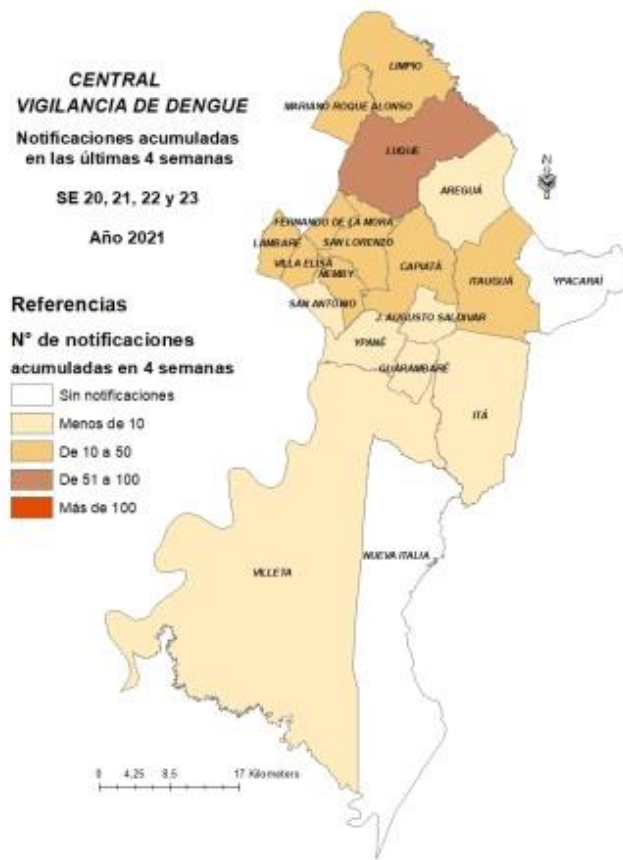 CENTRAL
VIGILANCIA DE DENGUE
Notificaciones acumuladas
en las últimas 4 semanas
SE 20, 21, 22 y 23
Año 2021
Referencias
N° de notificaciones
acumuladas en 4 semanas
Sin notificaciones
Menos de 10
De 10 a 50
De 51 a 100
Más de 100
LIMPIO
MARIANO ROQUE ALONSO
LUQUE
N
AREGUÁ
FERNANDO DE LA MORA
LAMBARÉ
SAN LORENZO
VILLA ELISA
ÑEMBY
CAPIATÁ
ITAUGUÁ
YPACARAÍ
SAN ANTONIO
J. AUGUSTO SALDIVAR
YPANÉ
GUARAMBARÉ
ITÁ
NUEVA ITALIA
VILLETA
0 4,25 8,5 17 Kilometers